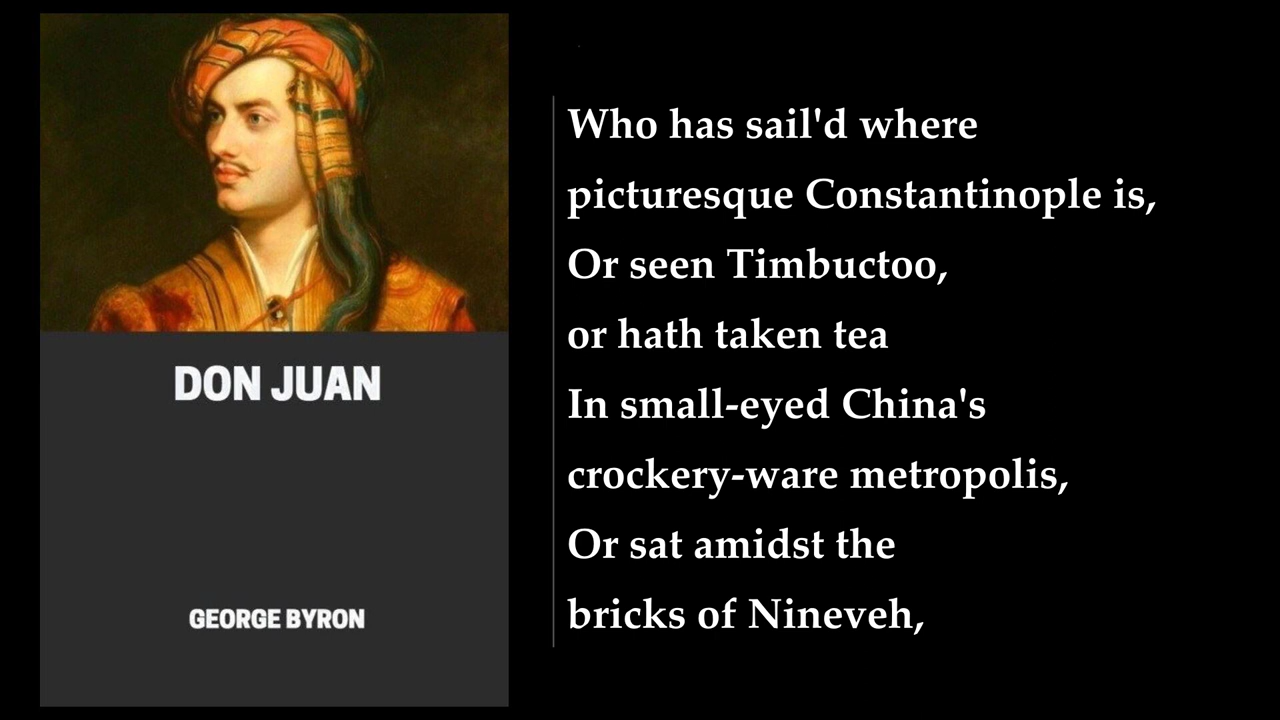 DON JUAN
GEORGE BYRON
Who has sail'd where
picturesque Constantinople is,
Or seen Timbuctoo,
or hath taken tea
In small-eyed China's
crockery-ware metropolis,
Or sat amidst the
bricks of Nineveh,